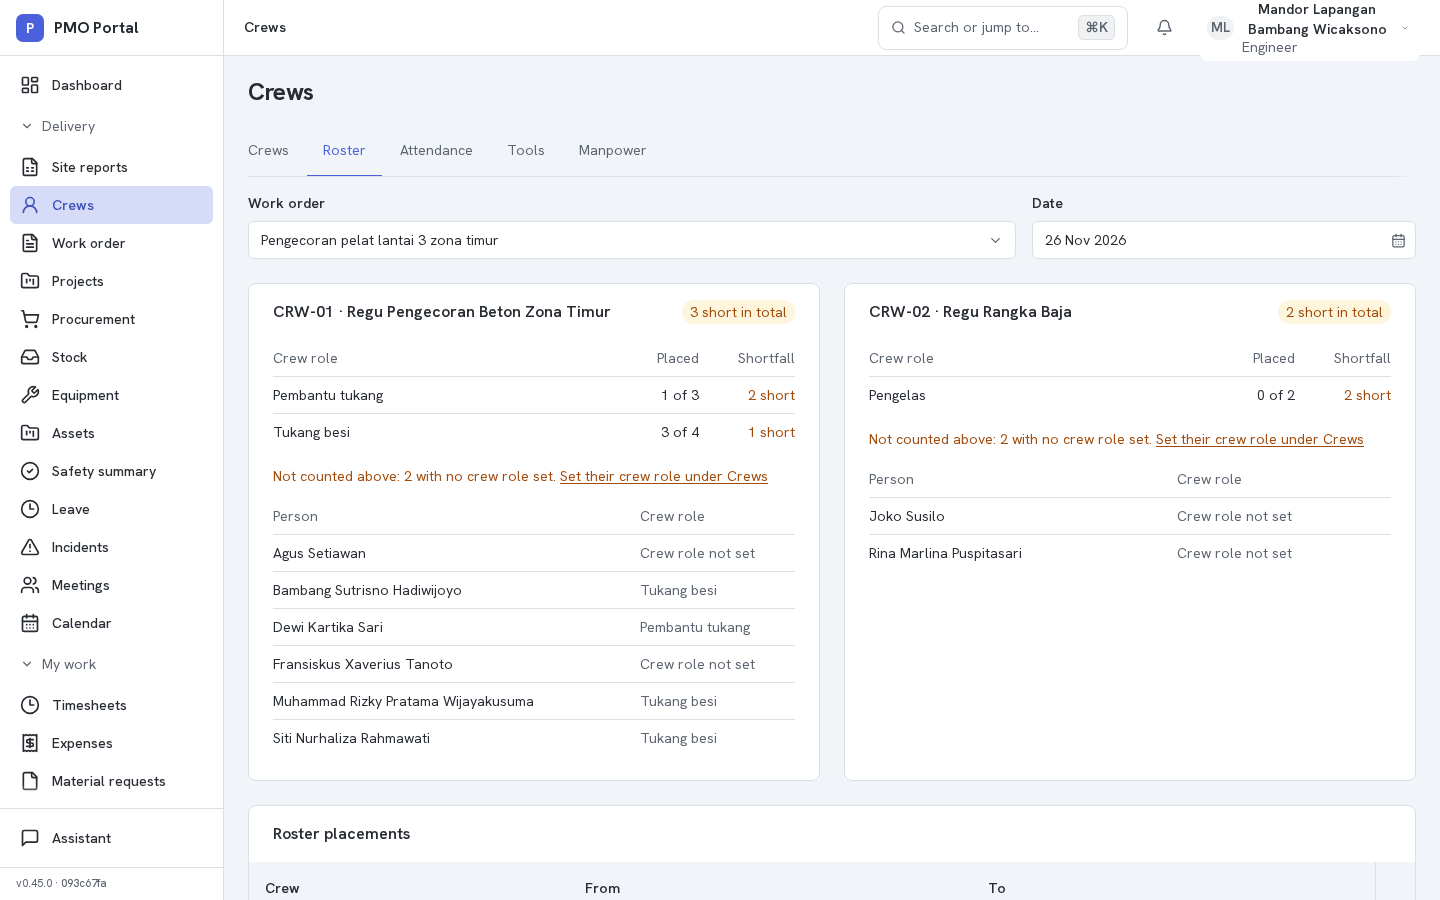 P PMO Portal
Dashboard
Delivery
Site reports
Crews
Work order
Projects
Procurement
Stock
Equipment
Assets
Safety summary
Leave
Incidents
Meetings
Calendar
My work
Timesheets
Expenses
Material requests
Assistant
v0.45.0 · 093c67fa
Crews
Search or jump to... ⌘K
ML
Mandor Lapangan
Bambang Wicaksono
Engineer
Crews
Crews Roster Attendance Tools Manpower
Work order
Pengecoran pelat lantai 3 zona timur
Date
26 Nov 2026
CRW-01 · Regu Pengecoran Beton Zona Timur 3 short in total
Crew role Placed Shortfall
Pembantu tukang 1 of 3 2 short
Tukang besi 3 of 4 1 short
Not counted above: 2 with no crew role set. Set their crew role under Crews
Person Crew role
Agus Setiawan Crew role not set
Bambang Sutrisno Hadiwijoyo Tukang besi
Dewi Kartika Sari Pembantu tukang
Fransiskus Xaverius Tanoto Crew role not set
Muhammad Rizky Pratama Wijayakusuma Tukang besi
Siti Nurhaliza Rahmawati Tukang besi
CRW-02 · Regu Rangka Baja 2 short in total
Crew role Placed Shortfall
Pengelas 0 of 2 2 short
Not counted above: 2 with no crew role set. Set their crew role under Crews
Person Crew role
Joko Susilo Crew role not set
Rina Marlina Puspitasari Crew role not set
Roster placements
Crew From To